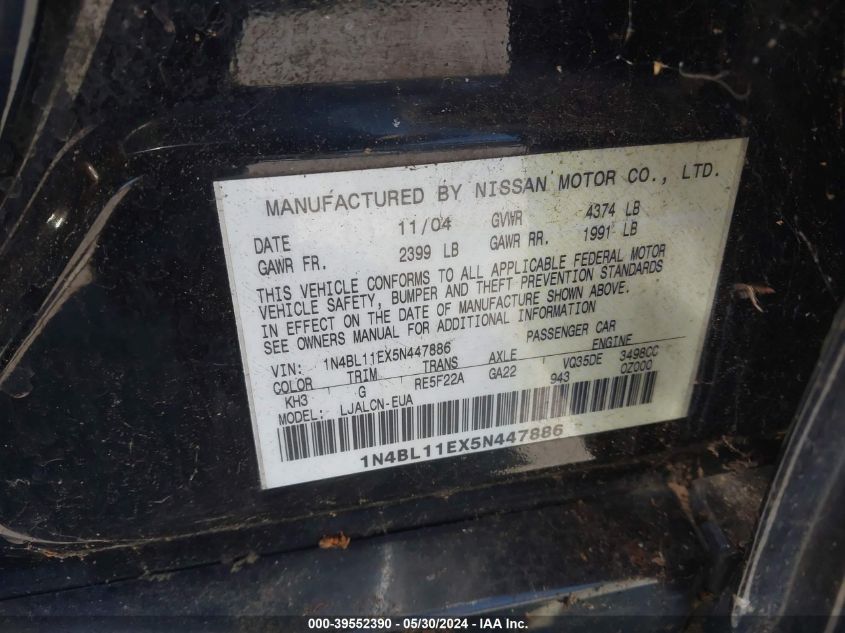 MANUFACTURED BY NISSAN MOTOR CO., LTD.
DATE 11/04 GVWR 4374 LB
GAWR FR. 2399 LB GAWR RR. 1991 LB
THIS VEHICLE CONFORMS TO ALL APPLICABLE FEDERAL MOTOR
VEHICLE SAFETY, BUMPER AND THEFT PREVENTION STANDARDS
IN EFFECT ON THE DATE OF MANUFACTURE SHOWN ABOVE.
SEE OWNERS MANUAL FOR ADDITIONAL INFORMATION
VIN: 1N4BL11EX5N447886 PASSENGER CAR
COLOR TRIM TRANS AXLE ENGINE
KH3 G RE5F22A GA22 VQ35DE 3498CC
MODEL: LJALCN-EUA 943 0Z000
1N4BL11EX5N447886
000-39552390 - 05/30/2024 - IAA Inc.